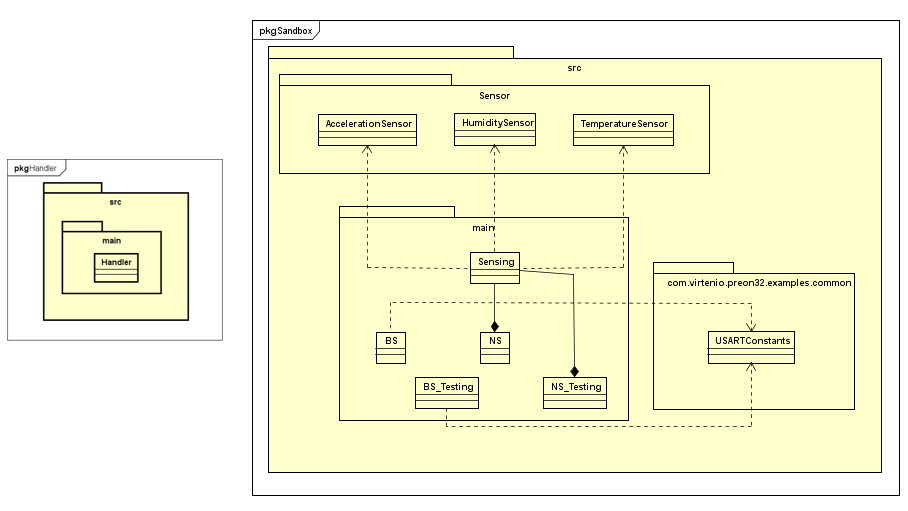 pkgHandler
src
main
Handler
pkgSandbox
src
Sensor
AccelerationSensor
HumiditySensor
TemperatureSensor
main
Sensing
BS
NS
BS_Testing
NS_Testing
com.virtenio.preon32.examples.common
USARTConstants